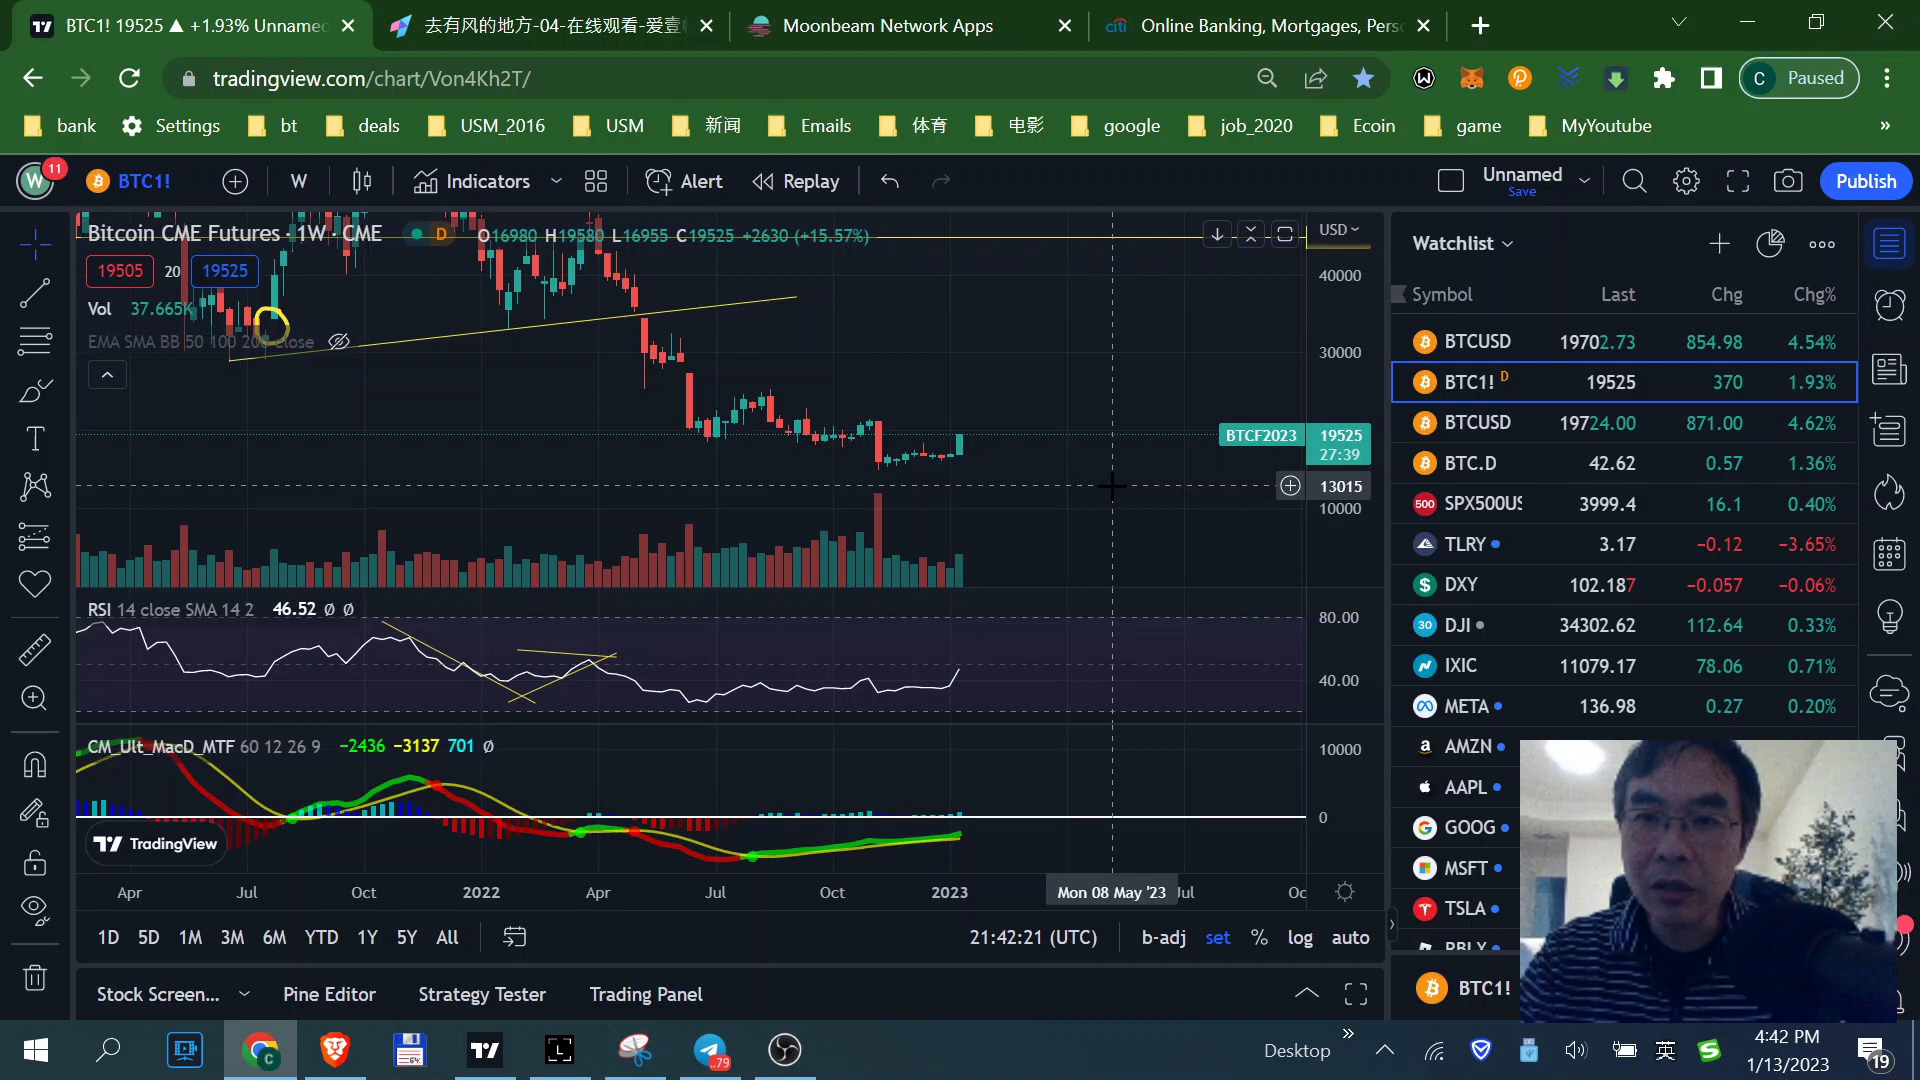 BTC1! 19525 ▲ +1.93% Unnamed
去有风的地方-04-在线观看-爱壹
Moonbeam Network Apps
citi Online Banking, Mortgages, Pers
tradingview.com/chart/Von4Kh2T/
C Paused
bank Settings bt deals USM_2016 USM 新闻 Emails 体育 电影 google job_2020 Ecoin game MyYoutube »
W 11 BTC1! W Indicators Alert Replay Unnamed Save Publish
Bitcoin CME Futures · 1W · CME D O16980 H19580 L16955 C19525 +2630 (+15.57%) USD
19505 20 19525
Vol 37.665K
EMA SMA BB 50 100 200 close
40000
30000
BTCF2023 19525
27:39
13015
10000
RSI 14 close SMA 14 2 46.52 Ø Ø
80.00
40.00
CM_Ult_MacD_MTF 60 12 26 9 −2436 −3137 701 Ø
10000
0
TradingView
Apr Jul Oct 2022 Apr Jul Oct 2023 Mon 08 May '23 Jul Oc
1D 5D 1M 3M 6M YTD 1Y 5Y All 21:42:21 (UTC) b-adj set % log auto
Stock Screen... Pine Editor Strategy Tester Trading Panel
Watchlist
Symbol Last Chg Chg%
BTCUSD 19702.73 854.98 4.54%
BTC1! D 19525 370 1.93%
BTCUSD 19724.00 871.00 4.62%
BTC.D 42.62 0.57 1.36%
500 SPX500US 3999.4 16.1 0.40%
TLRY 3.17 −0.12 −3.65%
DXY 102.187 −0.057 −0.06%
30 DJI 34302.62 112.64 0.33%
IXIC 11079.17 78.06 0.71%
META 136.98 0.27 0.20%
AMZN
AAPL
GOOG
MSFT
TSLA
RBLX
BTC1!
Desktop » 英 4:42 PM
1/13/2023 19
64
..79